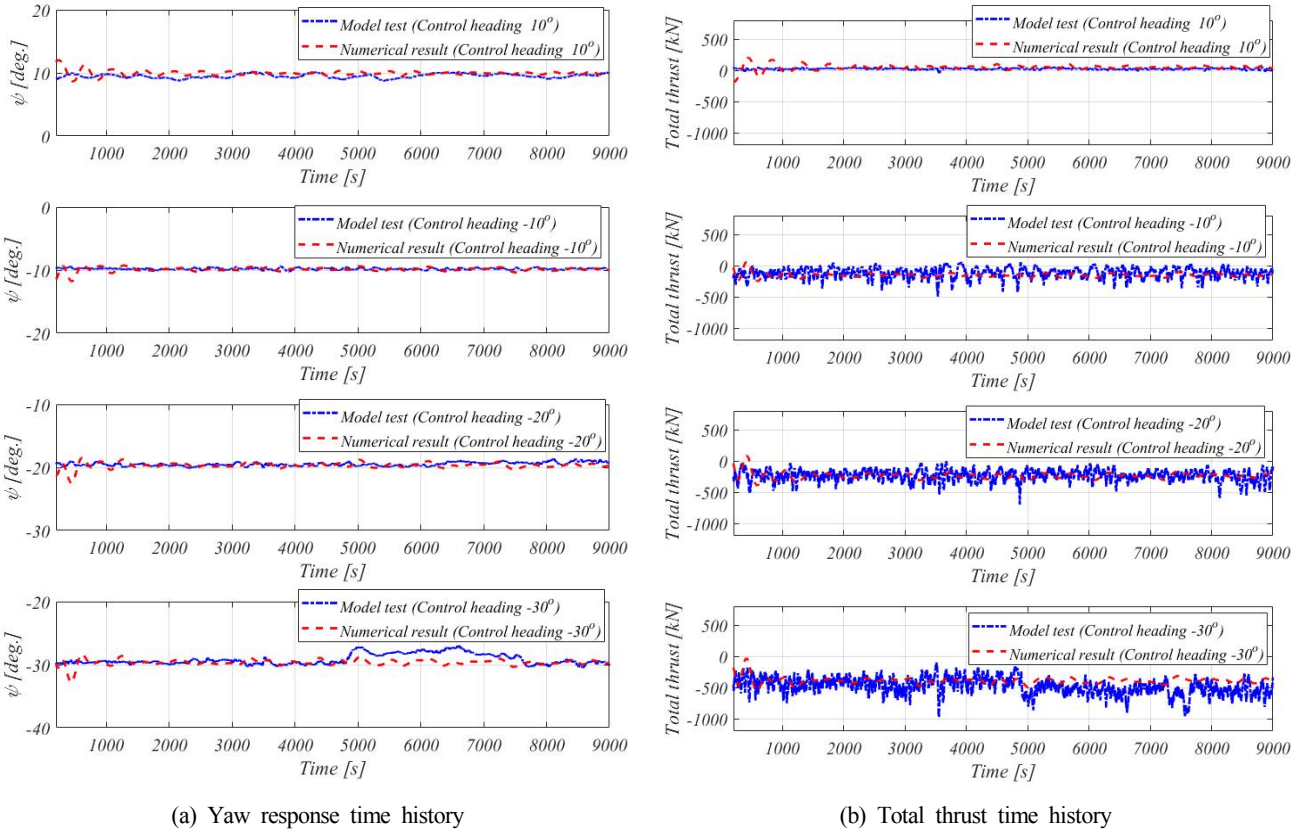 20
10
0
ψ [deg.]
Model test (Control heading 10°)
Numerical result (Control heading 10°)
1000 2000 3000 4000 5000 6000 7000 8000 9000
Time [s]
0
-10
-20
ψ [deg.]
Model test (Control heading -10°)
Numerical result (Control heading -10°)
1000 2000 3000 4000 5000 6000 7000 8000 9000
Time [s]
-10
-20
-30
ψ [deg.]
Model test (Control heading -20°)
Numerical result (Control heading -20°)
1000 2000 3000 4000 5000 6000 7000 8000 9000
Time [s]
-20
-30
-40
ψ [deg.]
Model test (Control heading -30°)
Numerical result (Control heading -30°)
1000 2000 3000 4000 5000 6000 7000 8000 9000
Time [s]
(a) Yaw response time history
500
0
-500
-1000
Total thrust [kN]
Model test (Control heading 10°)
Numerical result (Control heading 10°)
1000 2000 3000 4000 5000 6000 7000 8000 9000
Time [s]
500
0
-500
-1000
Total thrust [kN]
Model test (Control heading -10°)
Numerical result (Control heading -10°)
1000 2000 3000 4000 5000 6000 7000 8000 9000
Time [s]
500
0
-500
-1000
Total thrust [kN]
Model test (Control heading -20°)
Numerical result (Control heading -20°)
1000 2000 3000 4000 5000 6000 7000 8000 9000
Time [s]
500
0
-500
-1000
Total thrust [kN]
Model test (Control heading -30°)
Numerical result (Control heading -30°)
1000 2000 3000 4000 5000 6000 7000 8000 9000
Time [s]
(b) Total thrust time history